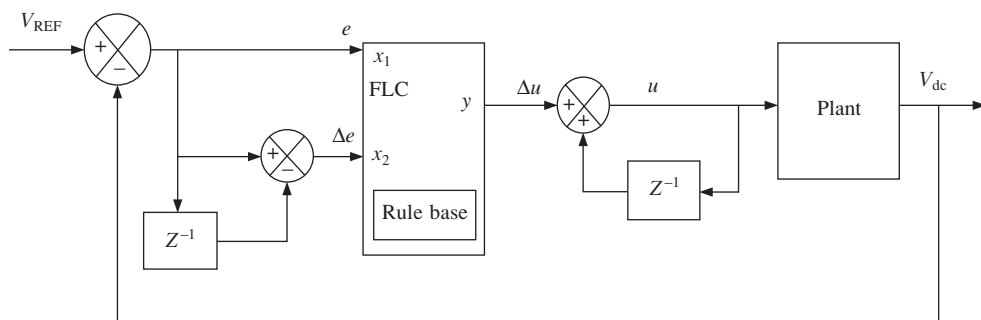 V_REF
+
−
e
x_1
FLC
y
x_2
Rule base
+
−
Δe
Z^{−1}
Δu
+
+
u
Z^{−1}
Plant
V_dc